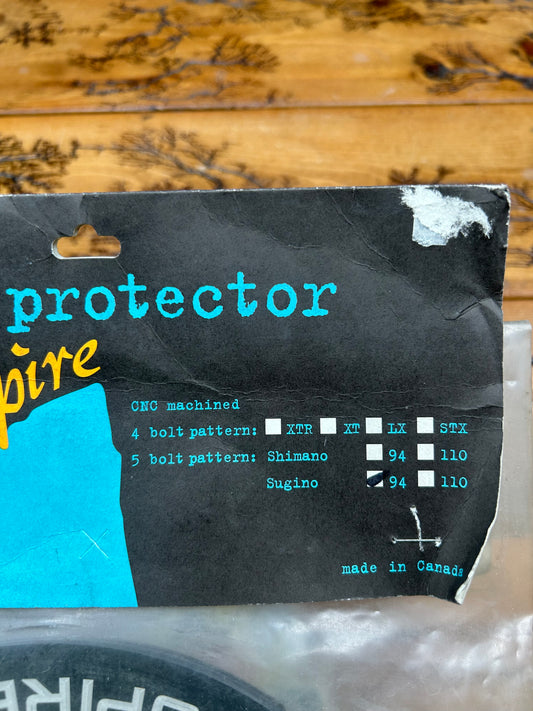 protector
pire
CNC machined
4 bolt pattern: XTR XT LX STX
5 bolt pattern: Shimano 94 110
Sugino 94 110
made in Canada
SPIRE